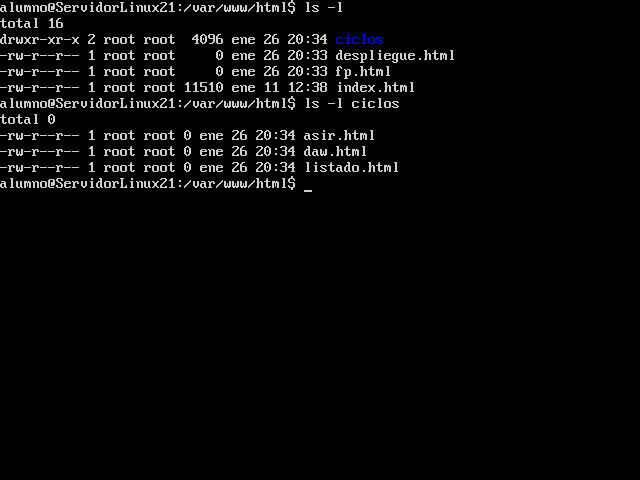 alumno@ServidorLinux21:/var/www/html$ ls -l
total 16
drwxr-xr-x 2 root root  4096 ene 26 20:34 ciclos
-rw-r--r-- 1 root root     0 ene 26 20:33 despliegue.html
-rw-r--r-- 1 root root     0 ene 26 20:33 fp.html
-rw-r--r-- 1 root root 11510 ene 11 12:38 index.html
alumno@ServidorLinux21:/var/www/html$ ls -l ciclos
total 0
-rw-r--r-- 1 root root 0 ene 26 20:34 asir.html
-rw-r--r-- 1 root root 0 ene 26 20:34 daw.html
-rw-r--r-- 1 root root 0 ene 26 20:34 listado.html
alumno@ServidorLinux21:/var/www/html$ _